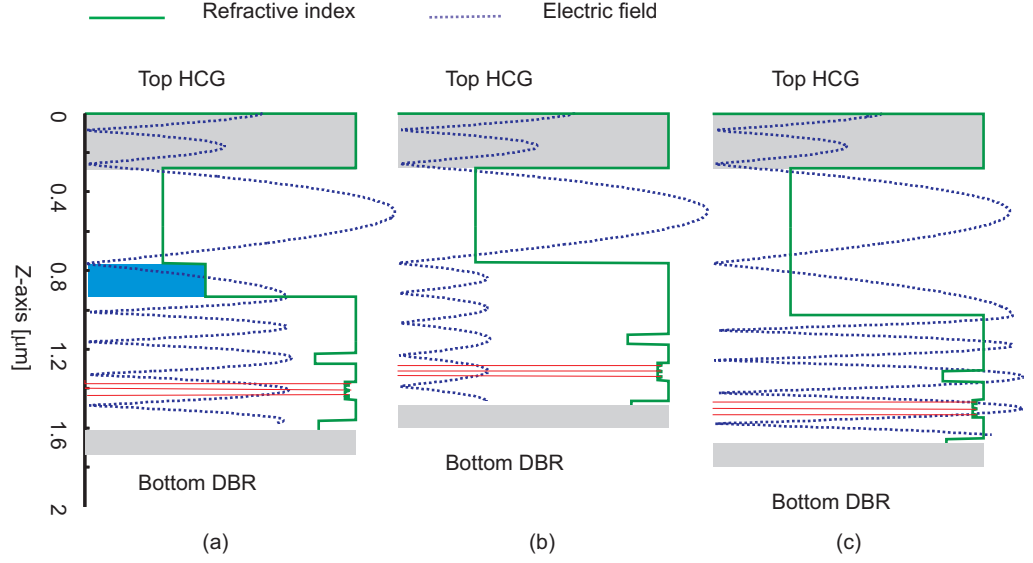 Refractive index
Electric field
Top HCG
Top HCG
Top HCG
0
0.4
0.8
1.2
1.6
2
Z-axis [μm]
Bottom DBR
Bottom DBR
Bottom DBR
(a)
(b)
(c)